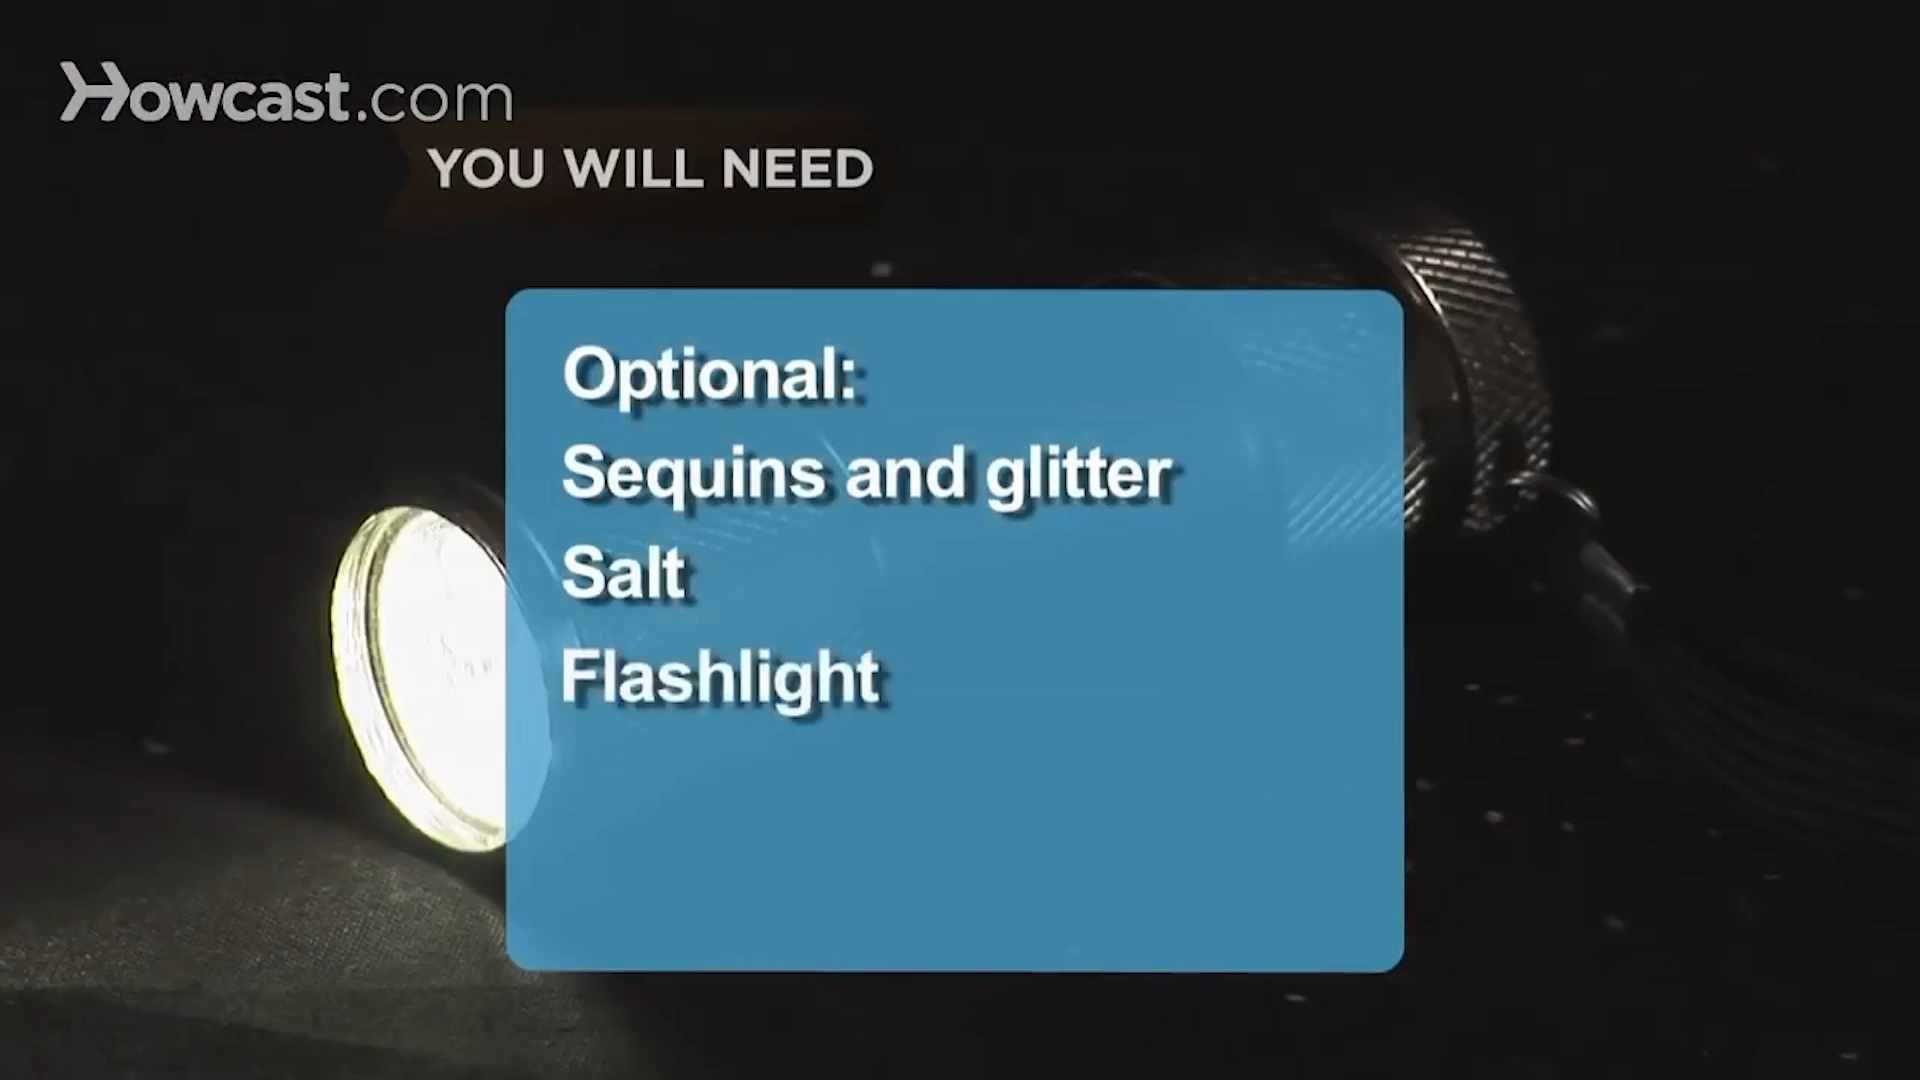 Howcast.com
YOU WILL NEED
Optional:
Sequins and glitter
Salt
Flashlight